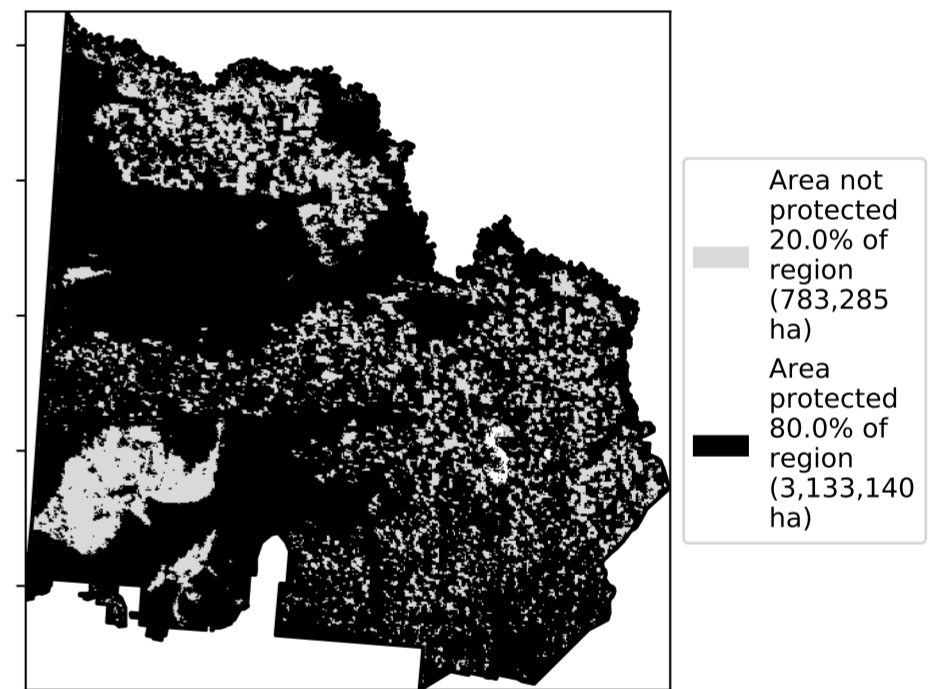 Area not
protected
20.0% of
region
(783,285
ha)
Area
protected
80.0% of
region
(3,133,140
ha)